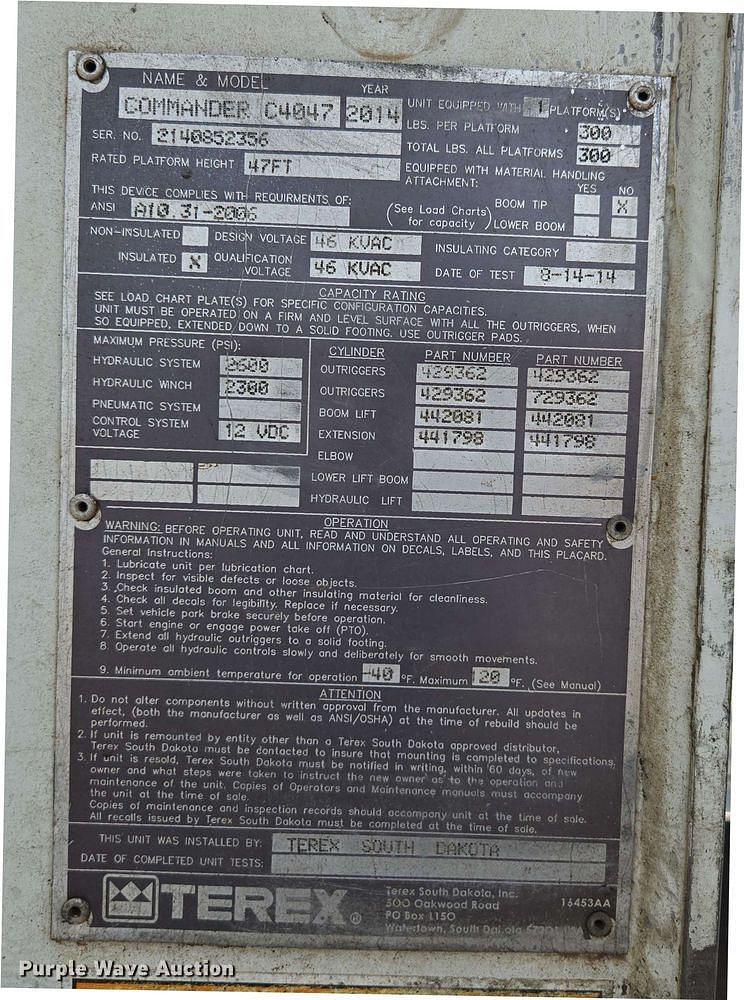 NAME & MODEL YEAR
COMMANDER C4047 2014
UNIT EQUIPPED WITH 1 PLATFORM(S)
LBS. PER PLATFORM 300
TOTAL LBS. ALL PLATFORMS 300
SER. NO. 2140852356
RATED PLATFORM HEIGHT 47FT
EQUIPPED WITH MATERIAL HANDLING
ATTACHMENT: YES NO
BOOM TIP X
(See Load Charts for capacity) LOWER BOOM
THIS DEVICE COMPLIES WITH REQUIRMENTS OF:
ANSI A10.31-2006
NON-INSULATED DESIGN VOLTAGE 46 KVAC INSULATING CATEGORY
INSULATED X QUALIFICATION VOLTAGE 46 KVAC DATE OF TEST 8-14-14
CAPACITY RATING
SEE LOAD CHART PLATE(S) FOR SPECIFIC CONFIGURATION CAPACITIES.
UNIT MUST BE OPERATED ON A FIRM AND LEVEL SURFACE WITH ALL THE OUTRIGGERS, WHEN
SO EQUIPPED, EXTENDED DOWN TO A SOLID FOOTING. USE OUTRIGGER PADS.
MAXIMUM PRESSURE (PSI):
HYDRAULIC SYSTEM 2600
HYDRAULIC WINCH 2300
PNEUMATIC SYSTEM
CONTROL SYSTEM VOLTAGE 12 VDC
CYLINDER PART NUMBER PART NUMBER
OUTRIGGERS 429362 429362
OUTRIGGERS 429362 729362
BOOM LIFT 442081 442081
EXTENSION 441798 441798
ELBOW
LOWER LIFT BOOM
HYDRAULIC LIFT
OPERATION
WARNING: BEFORE OPERATING UNIT, READ AND UNDERSTAND ALL OPERATING AND SAFETY
INFORMATION IN MANUALS AND ALL INFORMATION ON DECALS, LABELS, AND THIS PLACARD.
General Instructions:
1. Lubricate unit per lubrication chart.
2. Inspect for visible defects or loose objects.
3. Check insulated boom and other insulating material for cleanliness.
4. Check all decals for legibility. Replace if necessary.
5. Set vehicle park brake securely before operation.
6. Start engine or engage power take off (PTO).
7. Extend all hydraulic outriggers to a solid footing.
8. Operate all hydraulic controls slowly and deliberately for smooth movements.
9. Minimum ambient temperature for operation -40 °F. Maximum 120 °F. (See Manual)
ATTENTION
1. Do not alter components without written approval from the manufacturer. All updates in
effect, (both the manufacturer as well as ANSI/OSHA) at the time of rebuild should be
performed.
2. If unit is remounted by entity other than a Terex South Dakota approved distributor,
Terex South Dakota must be contacted to insure that mounting is completed to specifications.
3. If unit is resold, Terex South Dakota must be notified in writing, within 60 days, of new
owner and what steps were taken to instruct the new owner as to the operation and
maintenance of the unit. Copies of Operators and Maintenance manuals must accompany
the unit at the time of sale.
Copies of maintenance and inspection records should accompany unit at the time of sale.
All recalls issued by Terex South Dakota must be completed at the time of sale.
THIS UNIT WAS INSTALLED BY: TEREX SOUTH DAKOTA
DATE OF COMPLETED UNIT TESTS:
TEREX®
Terex South Dakota, Inc.
500 Oakwood Road
PO Box 1150
Watertown, South Dakota
16453AA
Purple Wave Auction